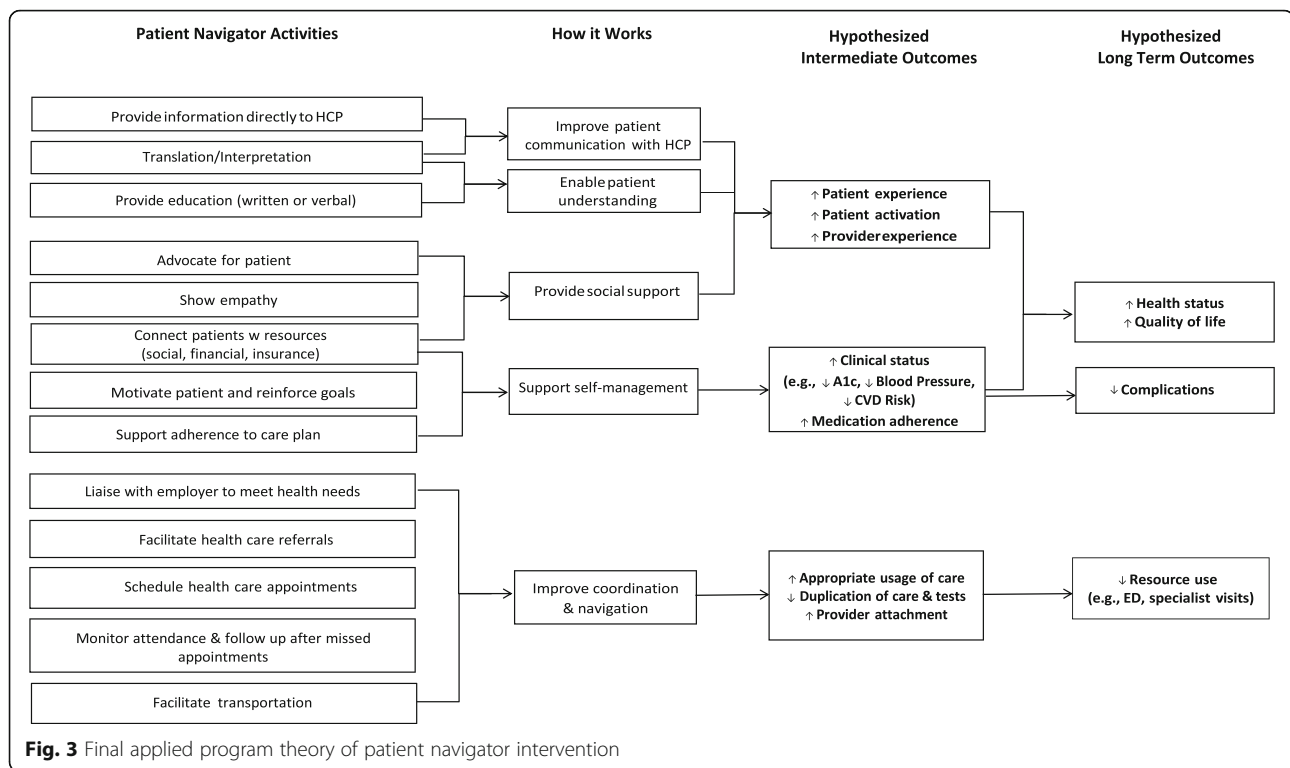 Patient Navigator Activities
How it Works
Hypothesized
Intermediate Outcomes
Hypothesized
Long Term Outcomes
Provide information directly to HCP
Translation/Interpretation
Provide education (written or verbal)
Advocate for patient
Show empathy
Connect patients w resources
(social, financial, insurance)
Motivate patient and reinforce goals
Support adherence to care plan
Liaise with employer to meet health needs
Facilitate health care referrals
Schedule health care appointments
Monitor attendance & follow up after missed
appointments
Facilitate transportation
Improve patient
communication with HCP
Enable patient
understanding
Provide social support
Support self-management
Improve coordination
& navigation
↑ Patient experience
↑ Patient activation
↑ Provider experience
↑ Clinical status
(e.g., ↓ A1c, ↓ Blood Pressure,
↓ CVD Risk)
↑ Medication adherence
↑ Appropriate usage of care
↓ Duplication of care & tests
↑ Provider attachment
↑ Health status
↑ Quality of life
↓ Complications
↓ Resource use
(e.g., ED, specialist visits)
Fig. 3 Final applied program theory of patient navigator intervention